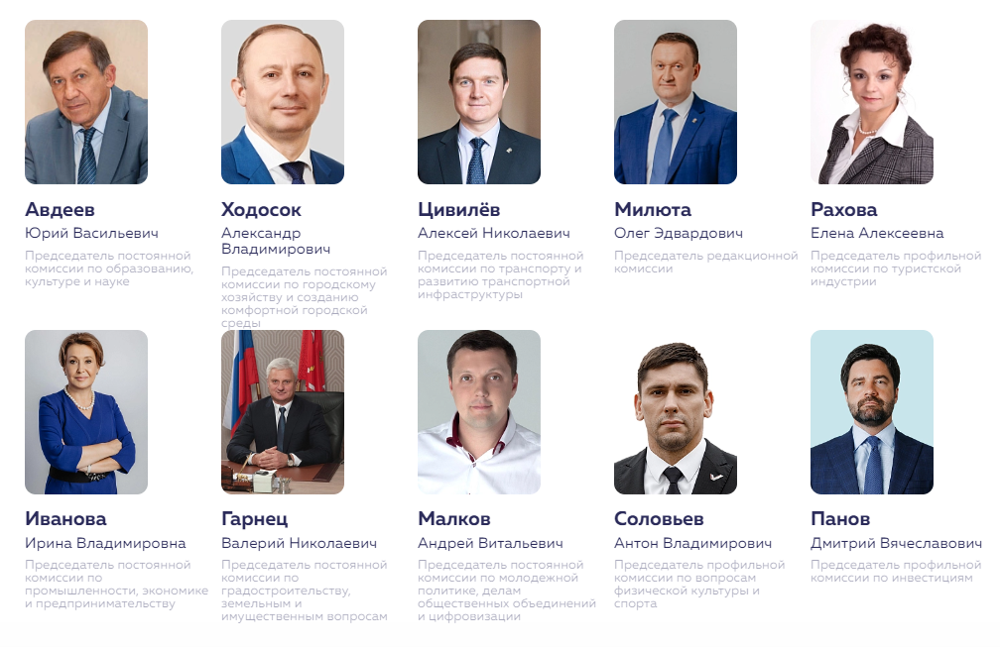 Авдеев
Юрий Васильевич
Председатель постоянной
комиссии по образованию,
культуре и науке
Ходосок
Александр
Владимирович
Председатель постоянной
комиссии по городскому
хозяйству и созданию
комфортной городской
среды
Цивилёв
Алексей Николаевич
Председатель постоянной
комиссии по транспорту и
развитию транспортной
инфраструктуры
Милюта
Олег Эдвардович
Председатель редакционной
комиссии
Рахова
Елена Алексеевна
Председатель профильной
комиссии по туристской
индустрии
Иванова
Ирина Владимировна
Председатель постоянной
комиссии по
промышленности, экономике
и предпринимательству
Гарнец
Валерий Николаевич
Председатель постоянной
комиссии по
градостроительству,
земельным и
имущественным вопросам
Малков
Андрей Витальевич
Председатель постоянной
комиссии по молодежной
политике, делам
общественных объединений
и цифровизации
Соловьев
Антон Владимирович
Председатель профильной
комиссии по вопросам
физической культуры и
спорта
Панов
Дмитрий Вячеславович
Председатель профильной
комиссии по инвестициям